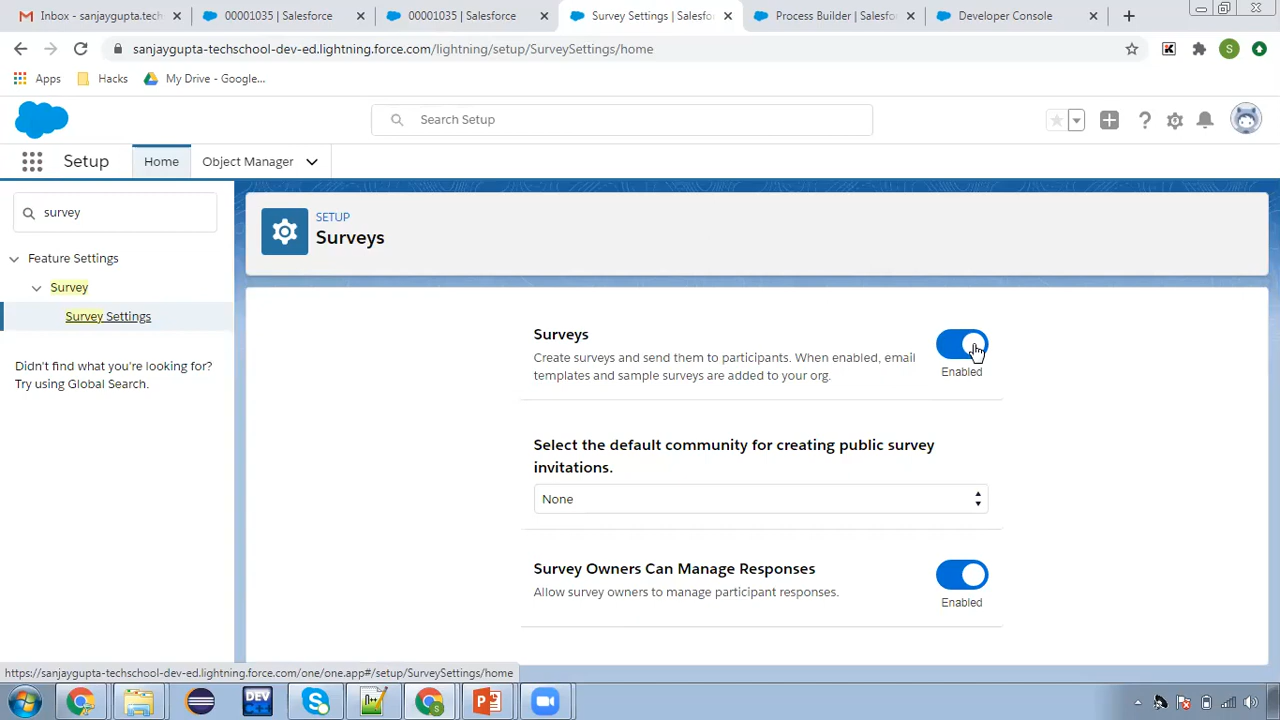 Inbox - sanjaygupta.tech
00001035 | Salesforce
00001035 | Salesforce
Survey Settings | Salesfo
Process Builder | Salesfo
Developer Console
sanjaygupta-techschool-dev-ed.lightning.force.com/lightning/setup/SurveySettings/home
S
Apps
Hacks
My Drive - Google...
Search Setup
Setup
Home
Object Manager
survey
Feature Settings
Survey
Survey Settings
Didn't find what you're looking for?
Try using Global Search.
SETUP
Surveys
Surveys
Create surveys and send them to participants. When enabled, email
templates and sample surveys are added to your org.
Enabled
Select the default community for creating public survey
invitations.
None
Survey Owners Can Manage Responses
Allow survey owners to manage participant responses.
Enabled
https://sanjaygupta-techschool-dev-ed.lightning.force.com/one/one.app#/setup/SurveySettings/home
DEV